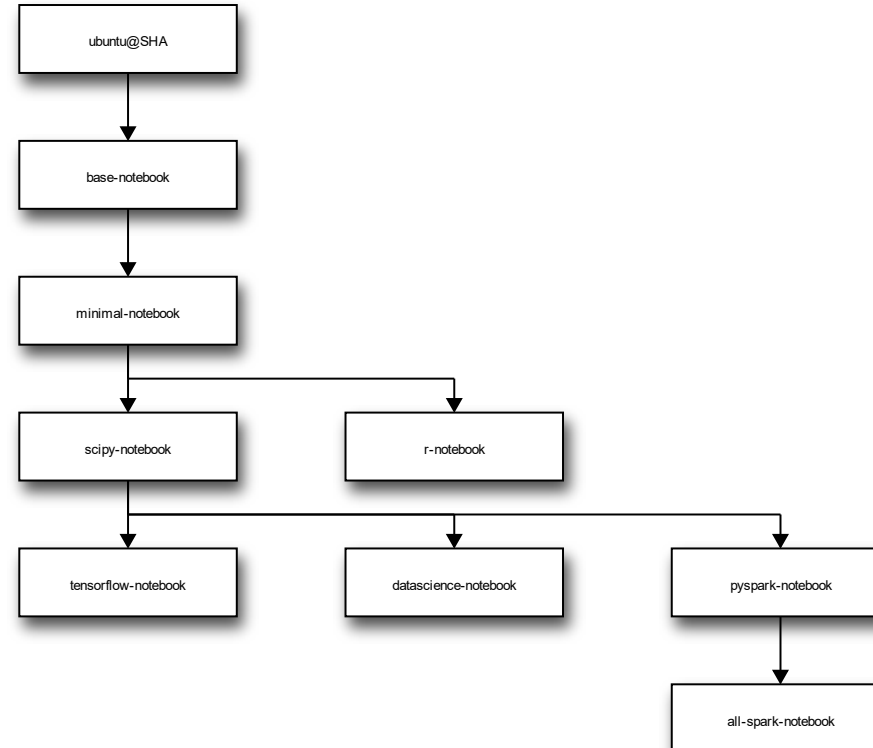 ubuntu@SHA
base-notebook
minimal-notebook
scipy-notebook
r-notebook
tensorflow-notebook
datascience-notebook
pyspark-notebook
all-spark-notebook